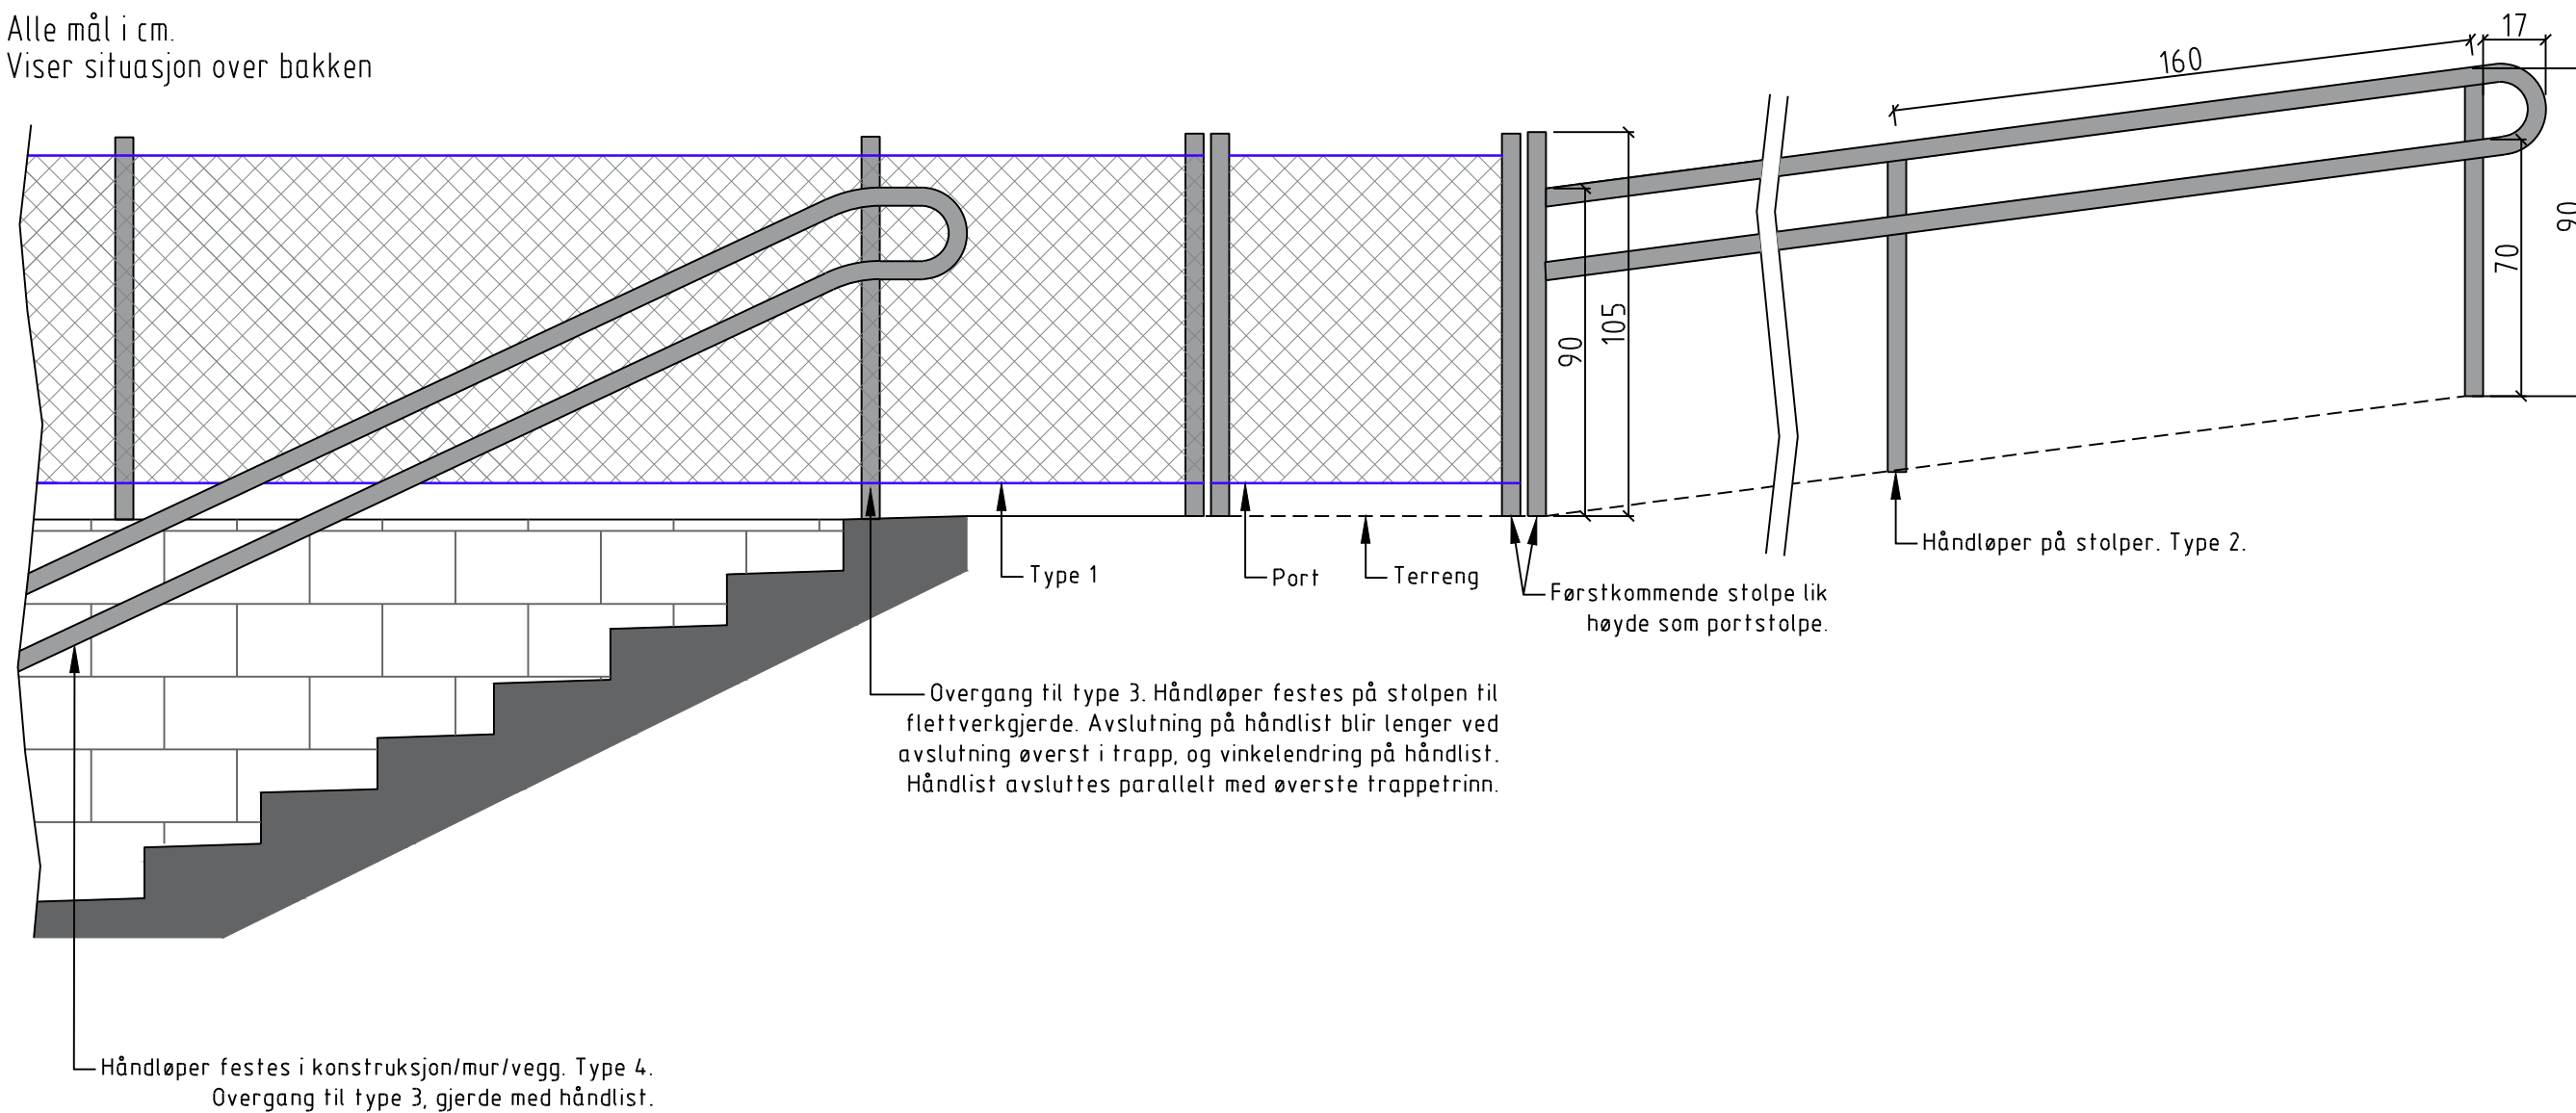 Alle mål i cm.
Viser situasjon over bakken
160
17
90
70
90
105
Håndløper på stolper. Type 2.
Type 1
Port
Terreng
Førstkommende stolpe lik
høyde som portstolpe.
Overgang til type 3. Håndløper festes på stolpen til
flettverkgjerde. Avslutning på håndlist blir lenger ved
avslutning øverst i trapp, og vinkelendring på håndlist.
Håndlist avsluttes parallelt med øverste trappetrinn.
Håndløper festes i konstruksjon/mur/vegg. Type 4.
Overgang til type 3, gjerde med håndlist.